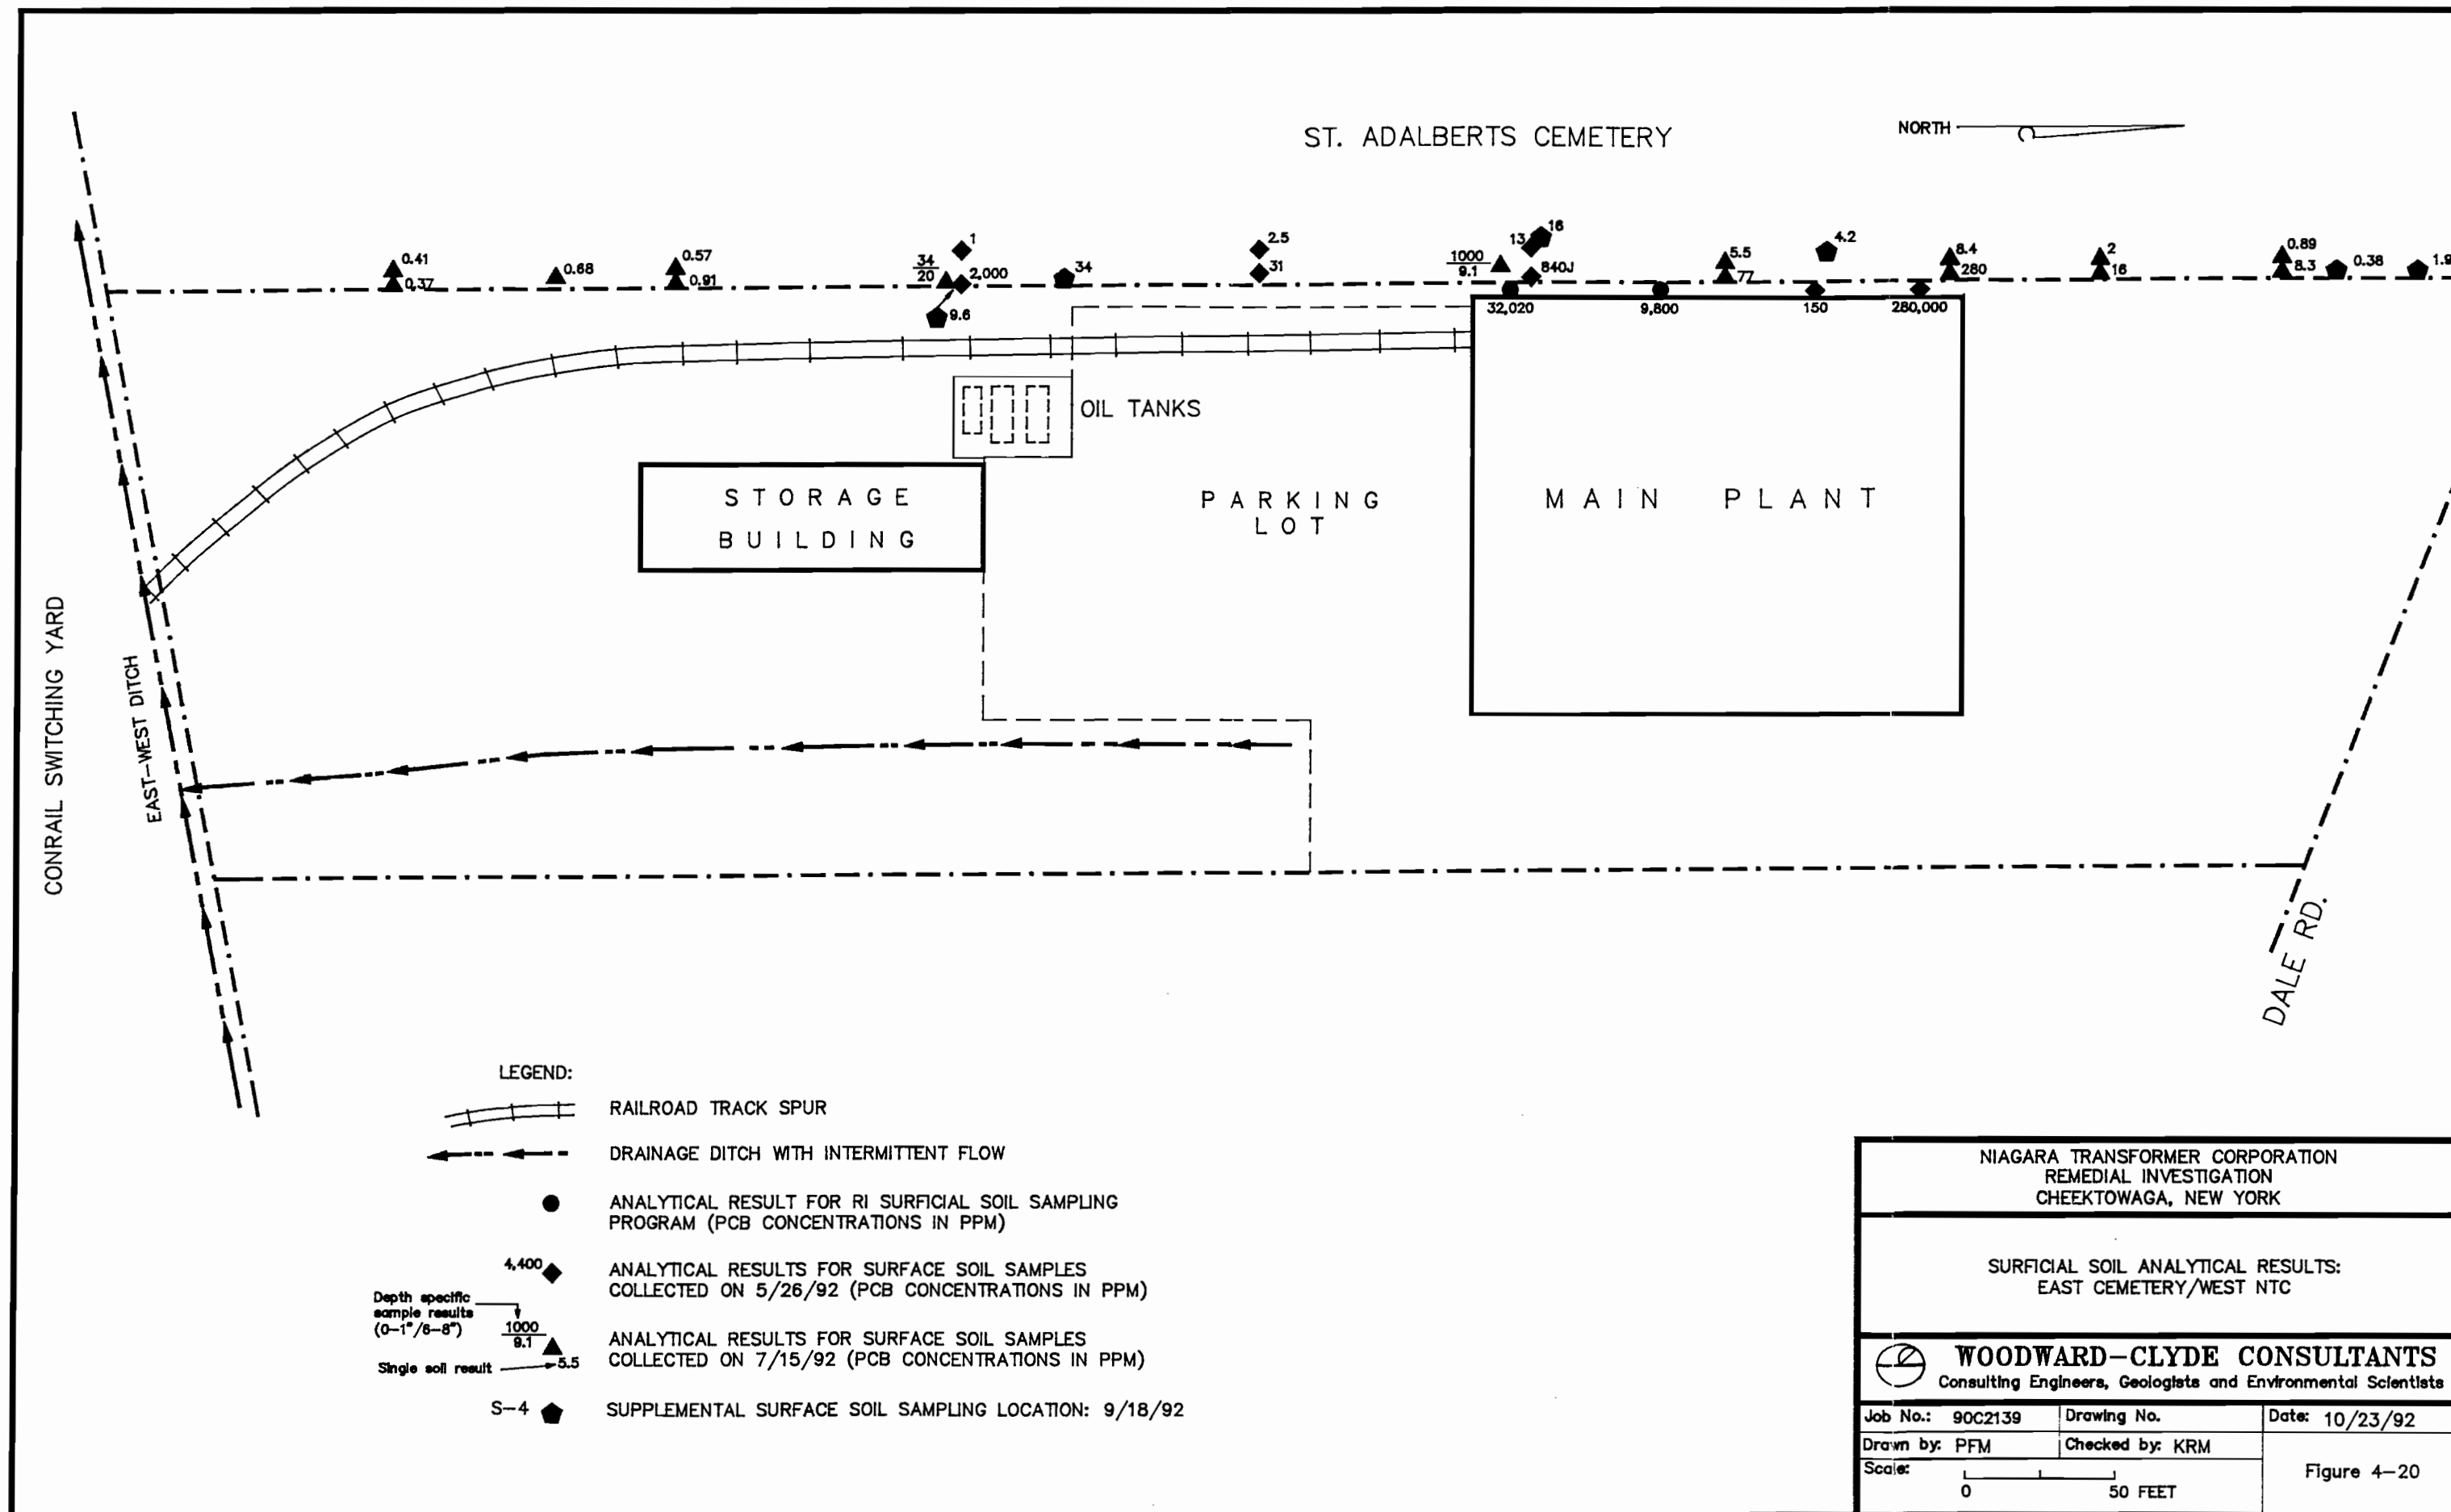 ST. ADALBERTS CEMETERY
NORTH
0.41
0.37
0.68
0.57
0.91
34
20
1
2,000
9.6
34
2.5
31
1000
9.1
13
16
840J
32,020
9,800
5.5
77
4.2
150
280,000
8.4
280
2
16
0.89
8.3
0.38
1.9
OIL TANKS
STORAGE
BUILDING
PARKING
LOT
MAIN PLANT
CONRAIL SWITCHING YARD
EAST-WEST DITCH
DALE RD.
LEGEND:
RAILROAD TRACK SPUR
DRAINAGE DITCH WITH INTERMITTENT FLOW
ANALYTICAL RESULT FOR RI SURFICIAL SOIL SAMPLING
PROGRAM (PCB CONCENTRATIONS IN PPM)
4,400
ANALYTICAL RESULTS FOR SURFACE SOIL SAMPLES
COLLECTED ON 5/26/92 (PCB CONCENTRATIONS IN PPM)
Depth specific
sample results
(0-1"/6-8")
1000
9.1
Single soil result
5.5
ANALYTICAL RESULTS FOR SURFACE SOIL SAMPLES
COLLECTED ON 7/15/92 (PCB CONCENTRATIONS IN PPM)
S-4
SUPPLEMENTAL SURFACE SOIL SAMPLING LOCATION: 9/18/92
NIAGARA TRANSFORMER CORPORATION
REMEDIAL INVESTIGATION
CHEEKTOWAGA, NEW YORK
SURFICIAL SOIL ANALYTICAL RESULTS:
EAST CEMETERY/WEST NTC
WOODWARD-CLYDE CONSULTANTS
Consulting Engineers, Geologists and Environmental Scientists
Job No.: 90C2139
Drawing No.
Date: 10/23/92
Drawn by: PFM
Checked by: KRM
Scale:
0 50 FEET
Figure 4-20